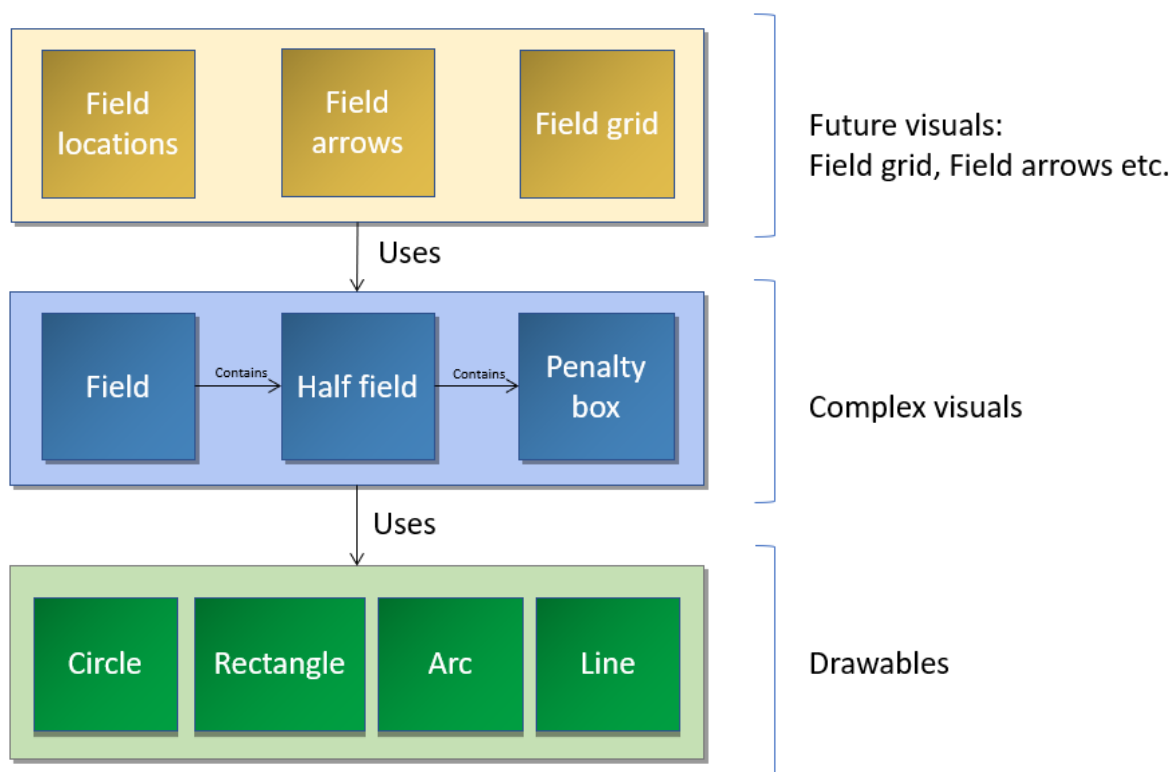 Field
locations
Field
arrows
Field grid
Future visuals:
Field grid, Field arrows etc.
Uses
Field
Contains
Half field
Contains
Penalty
box
Complex visuals
Uses
Circle
Rectangle
Arc
Line
Drawables